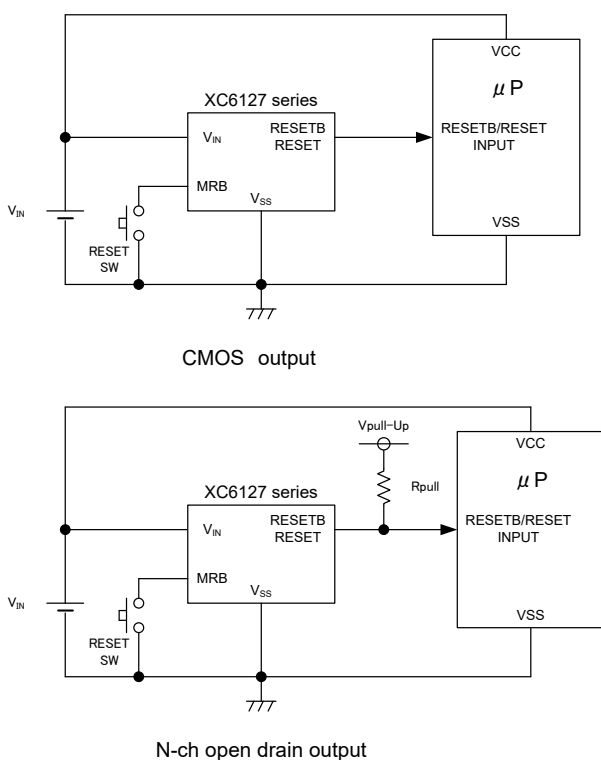 VCC
μP
XC6127 series
VIN
RESETB
RESET
RESETB/RESET
INPUT
MRB
VSS
VIN
VSS
RESET
SW
CMOS output
Vpull-Up
Rpull
VCC
μP
XC6127 series
VIN
RESETB
RESET
RESETB/RESET
INPUT
MRB
VSS
VIN
VSS
RESET
SW
N-ch open drain output